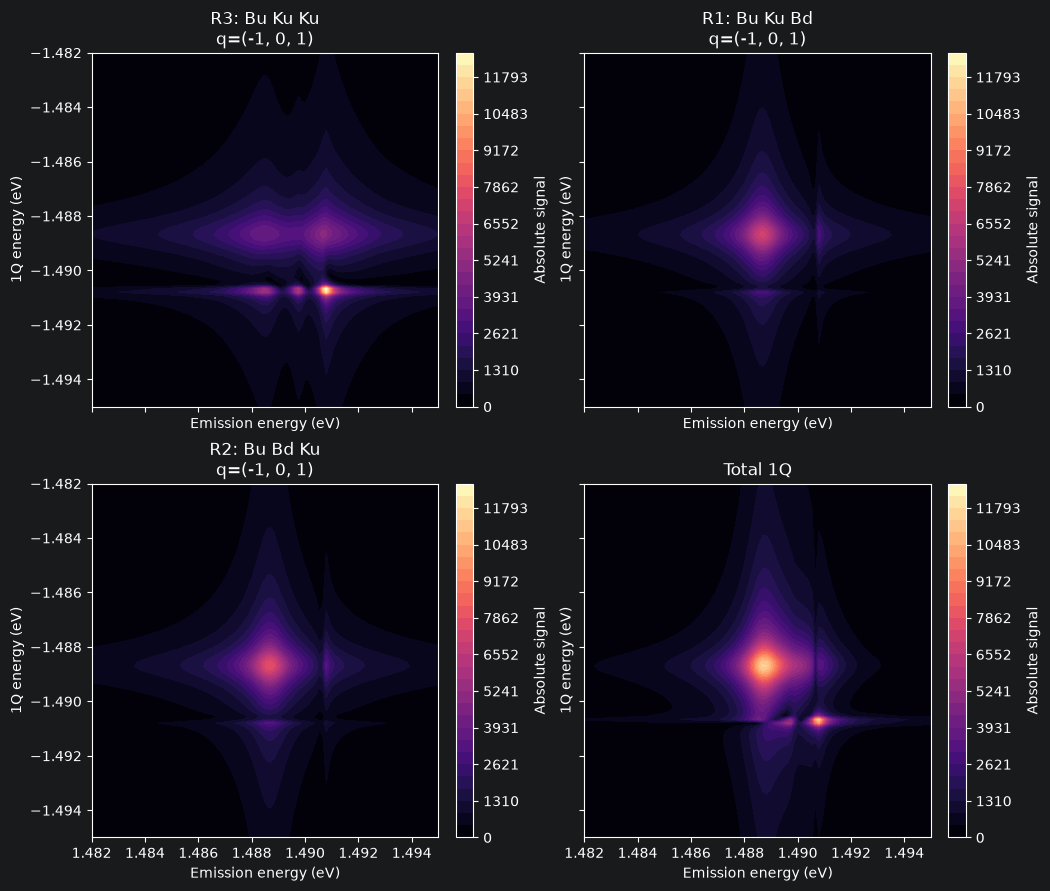 R3: Bu Ku Ku
q=(-1, 0, 1)
−1.482
−1.484
−1.486
−1.488
−1.490
−1.492
−1.494
1Q energy (eV)
Emission energy (eV)
11793
10483
9172
7862
6552
5241
3931
2621
1310
0
Absolute signal
R1: Bu Ku Bd
q=(-1, 0, 1)
1Q energy (eV)
Emission energy (eV)
11793
10483
9172
7862
6552
5241
3931
2621
1310
0
Absolute signal
R2: Bu Bd Ku
q=(-1, 0, 1)
−1.482
−1.484
−1.486
−1.488
−1.490
−1.492
−1.494
1Q energy (eV)
1.482 1.484 1.486 1.488 1.490 1.492 1.494
Emission energy (eV)
11793
10483
9172
7862
6552
5241
3931
2621
1310
0
Absolute signal
Total 1Q
1Q energy (eV)
1.482 1.484 1.486 1.488 1.490 1.492 1.494
Emission energy (eV)
11793
10483
9172
7862
6552
5241
3931
2621
1310
0
Absolute signal